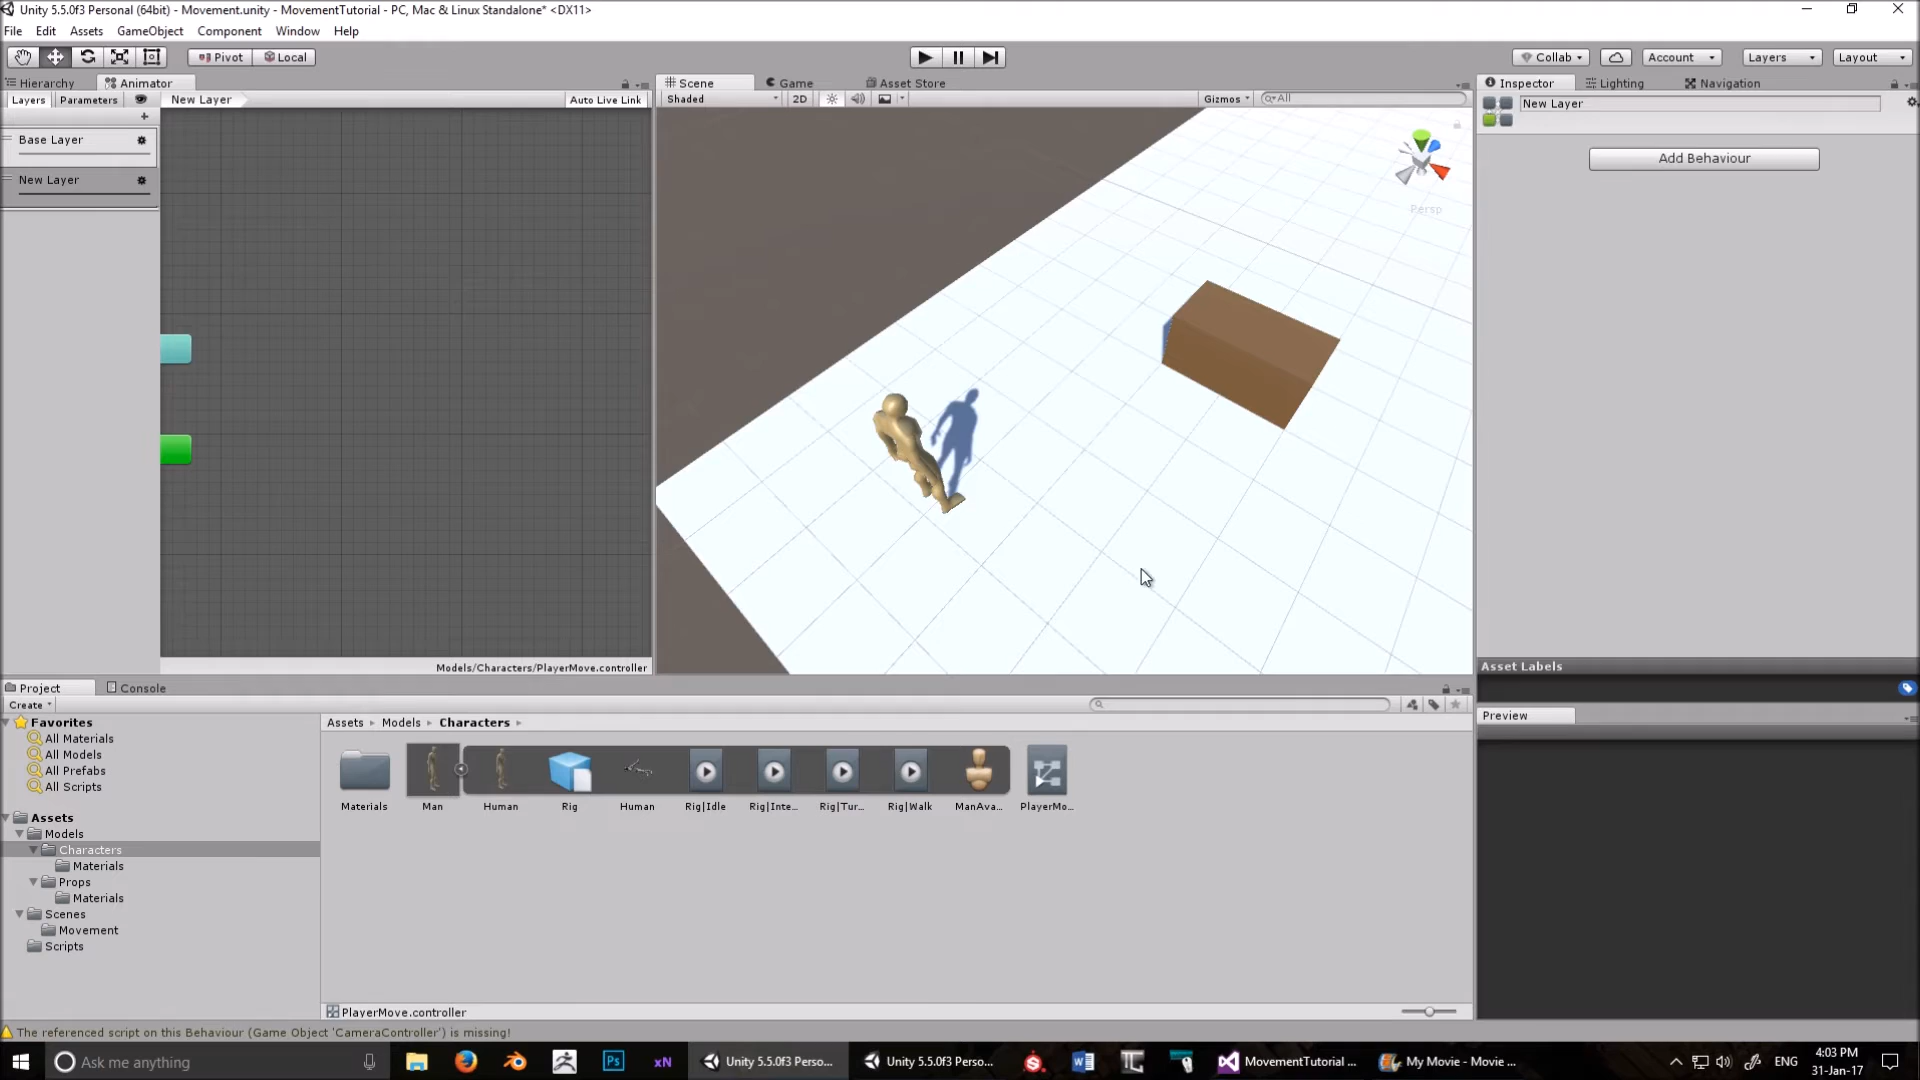 Unity 5.5.0f3 Personal (64bit) - Movement.unity - MovementTutorial - PC, Mac & Linux Standalone* <DX11>
File Edit Assets GameObject Component Window Help
Pivot Local Collab Account Layers Layout
Hierarchy Animator Scene Game Asset Store Inspector Lighting Navigation
Layers Parameters New Layer Auto Live Link Shaded 2D Gizmos All New Layer
Base Layer
New Layer
Add Behaviour
Persp
Models/Characters/PlayerMove.controller
Asset Labels
Project Console
Create
Preview
Favorites
All Materials
All Models
All Prefabs
All Scripts
Assets
Models
Characters
Materials
Props
Materials
Scenes
Movement
Scripts
Assets Models Characters
Materials Man Human Rig Human Rig|Idle Rig|Inte... Rig|Tur... Rig|Walk ManAva... PlayerMo...
PlayerMove.controller
The referenced script on this Behaviour (Game Object 'CameraController') is missing!
Ask me anything Ps xN Unity 5.5.0f3 Perso... Unity 5.5.0f3 Perso... MovementTutorial ... My Movie - Movie ... ENG 4:03 PM
31-Jan-17